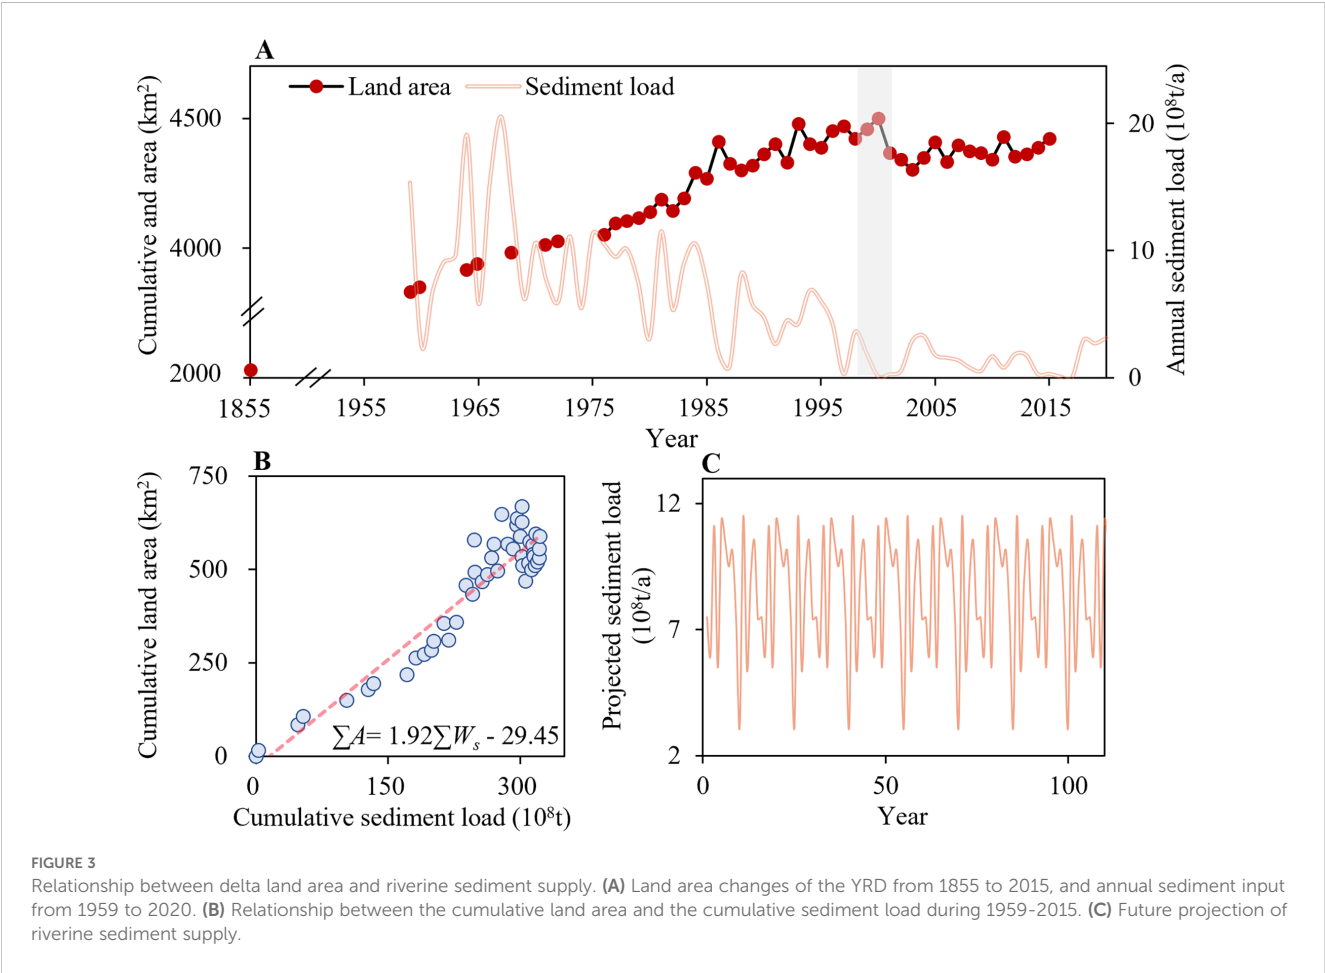 A
Land area
Sediment load
Cumulative and area (km²)
4500
4000
2000
Annual sediment load (10⁸t/a)
20
10
0
1855
1955
1965
1975
1985
1995
2005
2015
Year
B
Cumulative land area (km²)
750
500
250
0
∑A= 1.92∑Wₛ - 29.45
0
150
300
Cumulative sediment load (10⁸t)
C
Projected sediment load
(10⁸t/a)
12
7
2
0
50
100
Year
FIGURE 3
Relationship between delta land area and riverine sediment supply. (A) Land area changes of the YRD from 1855 to 2015, and annual sediment input
from 1959 to 2020. (B) Relationship between the cumulative land area and the cumulative sediment load during 1959-2015. (C) Future projection of
riverine sediment supply.